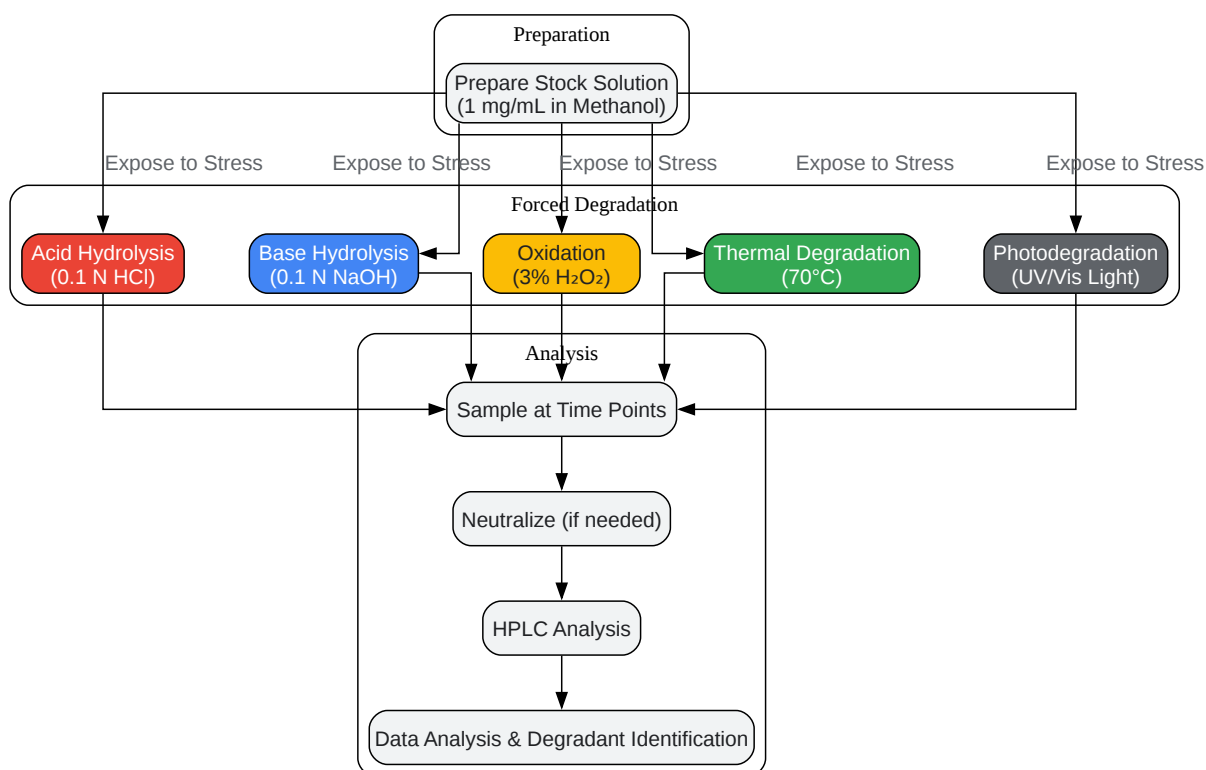 Preparation
Prepare Stock Solution
(1 mg/mL in Methanol)
Expose to Stress
Expose to Stress
Expose to Stress
Expose to Stress
Expose to Stress
Forced Degradation
Acid Hydrolysis
(0.1 N HCl)
Base Hydrolysis
(0.1 N NaOH)
Oxidation
(3% H₂O₂)
Thermal Degradation
(70°C)
Photodegradation
(UV/Vis Light)
Analysis
Sample at Time Points
Neutralize (if needed)
HPLC Analysis
Data Analysis & Degradant Identification